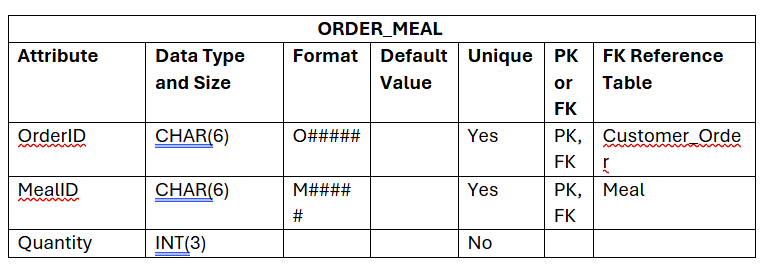 ORDER_MEAL
Attribute Data Type Format Default Unique PK FK Reference
and Size Value or Table
FK
OrderID CHAR(6) O##### Yes PK, Customer_Orde
FK r
MealID CHAR(6) M#### Yes PK, Meal
# FK
Quantity INT(3) No